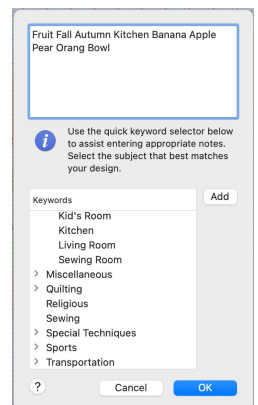 Fruit Fall Autumn Kitchen Banana Apple
Pear Orang Bowl
i
Use the quick keyword selector below
to assist entering appropriate notes.
Select the subject that best matches
your design.
Keywords
Add
Kid's Room
Kitchen
Living Room
Sewing Room
> Miscellaneous
> Quilting
Religious
Sewing
> Special Techniques
> Sports
> Transportation
?
Cancel
OK